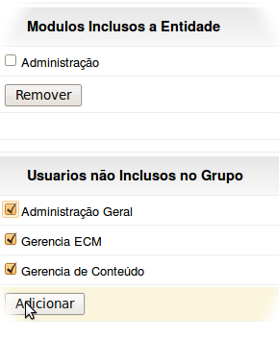 Modulos Inclusos a Entidade
Administração
Remover
Usuarios não Inclusos no Grupo
Administração Geral
Gerencia ECM
Gerencia de Conteúdo
Adicionar